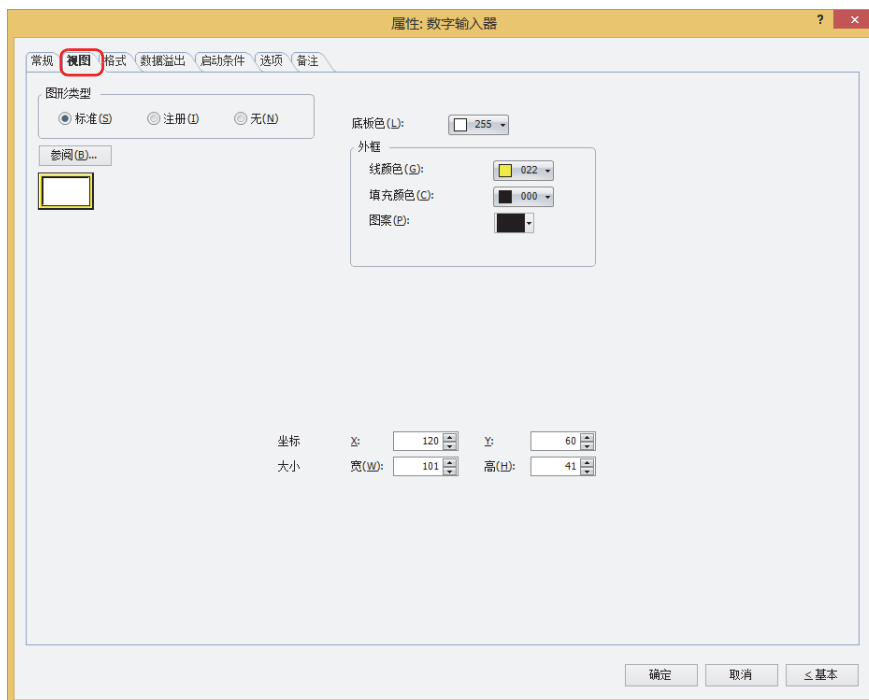 属性: 数字输入器
? ×
常规 视图 格式 数据溢出 启动条件 选项 备注
图形类型
标准(S) 注册(I) 无(N)
参阅(B)...
底板色(L): 255
外框
线颜色(G): 022
填充颜色(C): 000
图案(P):
坐标 X: 120 Y: 60
大小 宽(W): 101 高(H): 41
确定 取消 <基本